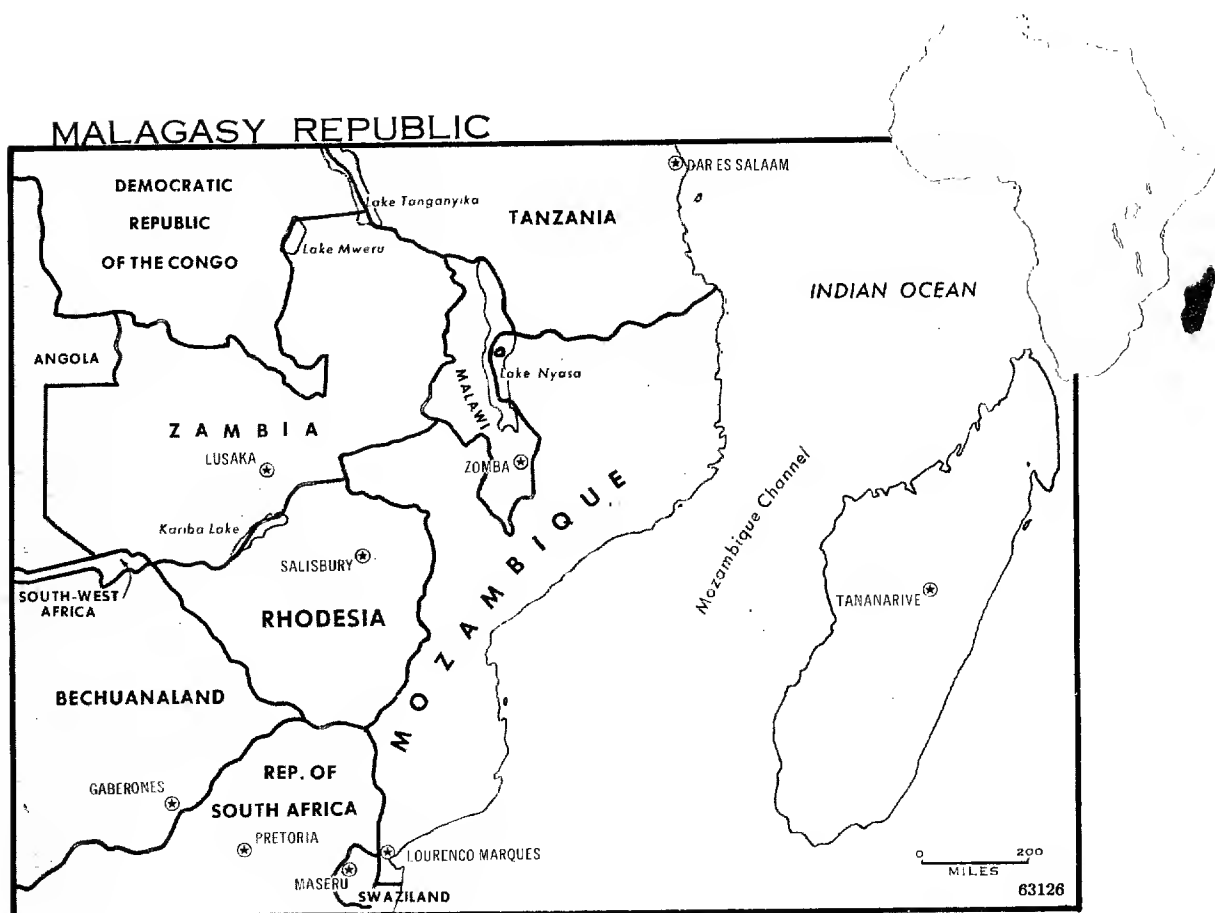 MALAGASY REPUBLIC
DEMOCRATIC
REPUBLIC
OF THE CONGO
Lake Tanganyika
Lake Mweru
TANZANIA
DAR ES SALAAM
INDIAN OCEAN
ANGOLA
ZAMBIA
LUSAKA
MALAWI
Lake Nyasa
ZOMBA
Kariba Lake
SALISBURY
SOUTH-WEST
AFRICA
RHODESIA
MOZAMBIQUE
Mozambique Channel
TANANARIVE
BECHUANALAND
GABERONES
REP. OF
SOUTH AFRICA
PRETORIA
LOURENCO MARQUES
MASERU
SWAZILAND
0 200
MILES
63126